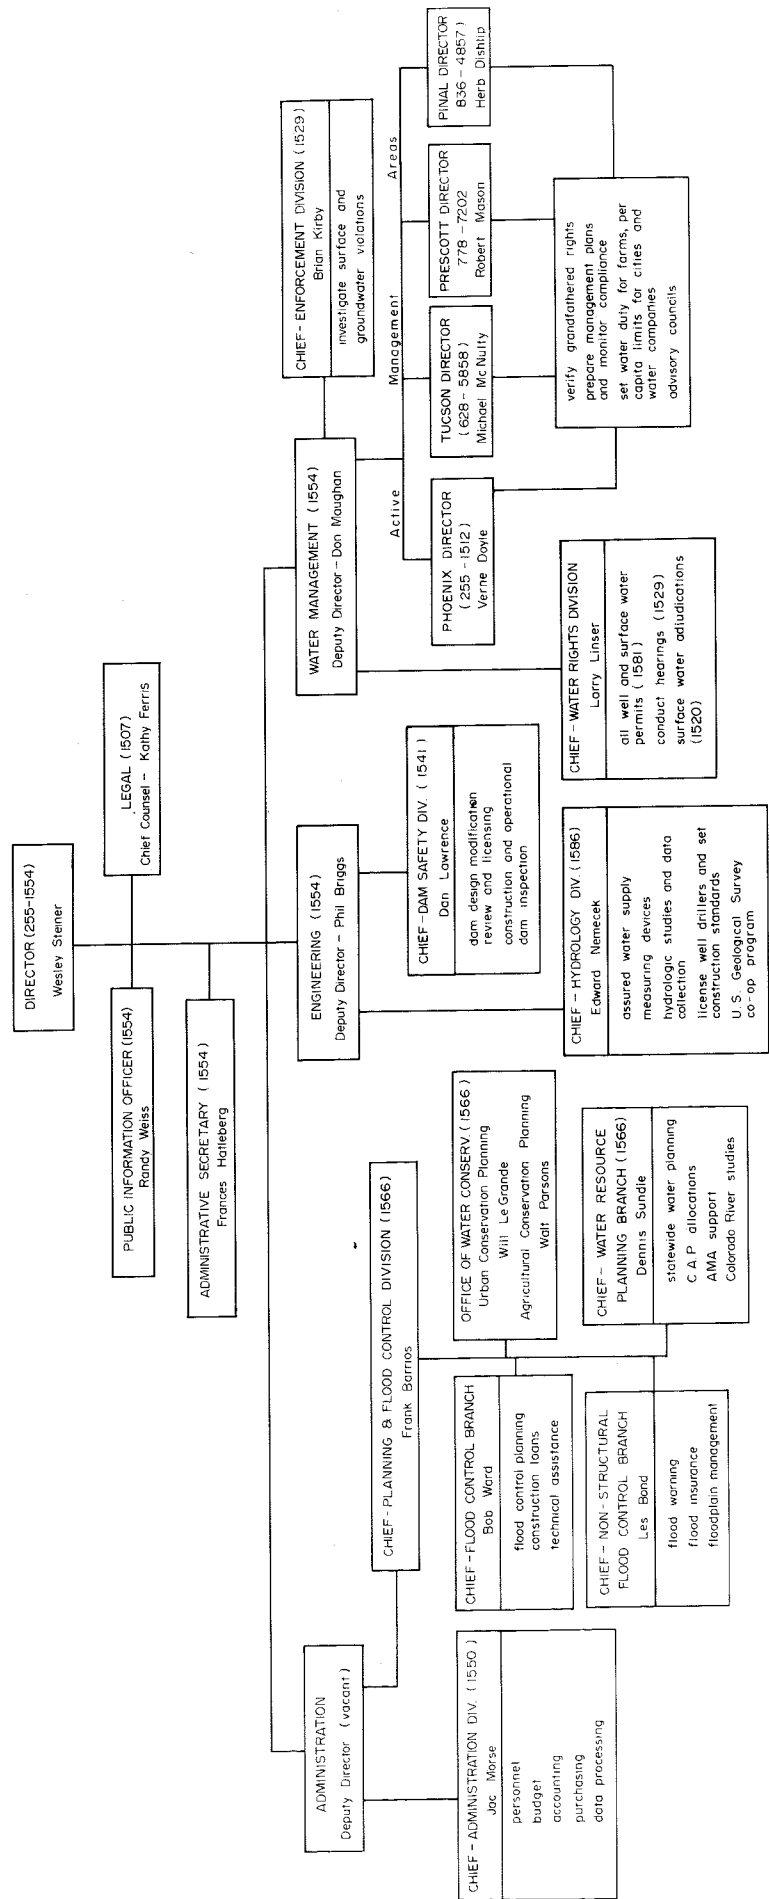 DIRECTOR (255-1554)
Wesley Steiner
LEGAL (1507)
Chief Counsel - Kathy Ferris
PUBLIC INFORMATION OFFICER (1554)
Randy Weiss
ADMINISTRATIVE SECRETARY (1554)
Frances Hatleberg
ADMINISTRATION
Deputy Director (vacant)
CHIEF - ADMINISTRATION DIV. (1550)
Jac Morse
personnel
budget
accounting
purchasing
data processing
CHIEF - PLANNING & FLOOD CONTROL DIVISION (1566)
Frank Barrios
CHIEF - FLOOD CONTROL BRANCH
Bob Ward
flood control planning
construction loans
technical assistance
OFFICE OF WATER CONSERV. (1566)
Urban Conservation Planning
Will Le Grande
Agricultural Conservation Planning
Walt Parsons
CHIEF - NON-STRUCTURAL
FLOOD CONTROL BRANCH
Les Bond
flood warning
flood insurance
floodplain management
CHIEF - WATER RESOURCE
PLANNING BRANCH (1566)
Dennis Sundie
statewide water planning
C A.P allocations
AMA support
Colorado River studies
ENGINEERING (1554)
Deputy Director - Phil Briggs
CHIEF - DAM SAFETY DIV. (1541)
Dan Lawrence
dam design modification
review and licensing
construction and operational
dam inspection
CHIEF - HYDROLOGY DIV. (1586)
Edward Nemecek
assured water supply
measuring devices
hydrologic studies and data
collection
license well drillers and set
construction standards
U.S. Geological Survey
co-op program
WATER MANAGEMENT (1554)
Deputy Director - Don Maughan
CHIEF - ENFORCEMENT DIVISION (1529)
Brian Kirby
investigate surface and
groundwater violations
CHIEF - WATER RIGHTS DIVISION
Larry Linser
all well and surface water
permits (1581)
conduct hearings (1529)
surface water adjudications
(1520)
Active Management Areas
PHOENIX DIRECTOR
(255-1512)
Verne Doyle
TUCSON DIRECTOR
(628-5858)
Michael Mc Nulty
PRESCOTT DIRECTOR
778-7202
Robert Mason
PINAL DIRECTOR
836-4857
Herb Dishlip
verify grandfathered rights
prepare management plans
and monitor compliance
set water duty for farms, per
capita limits for cities and
water companies
advisory councils